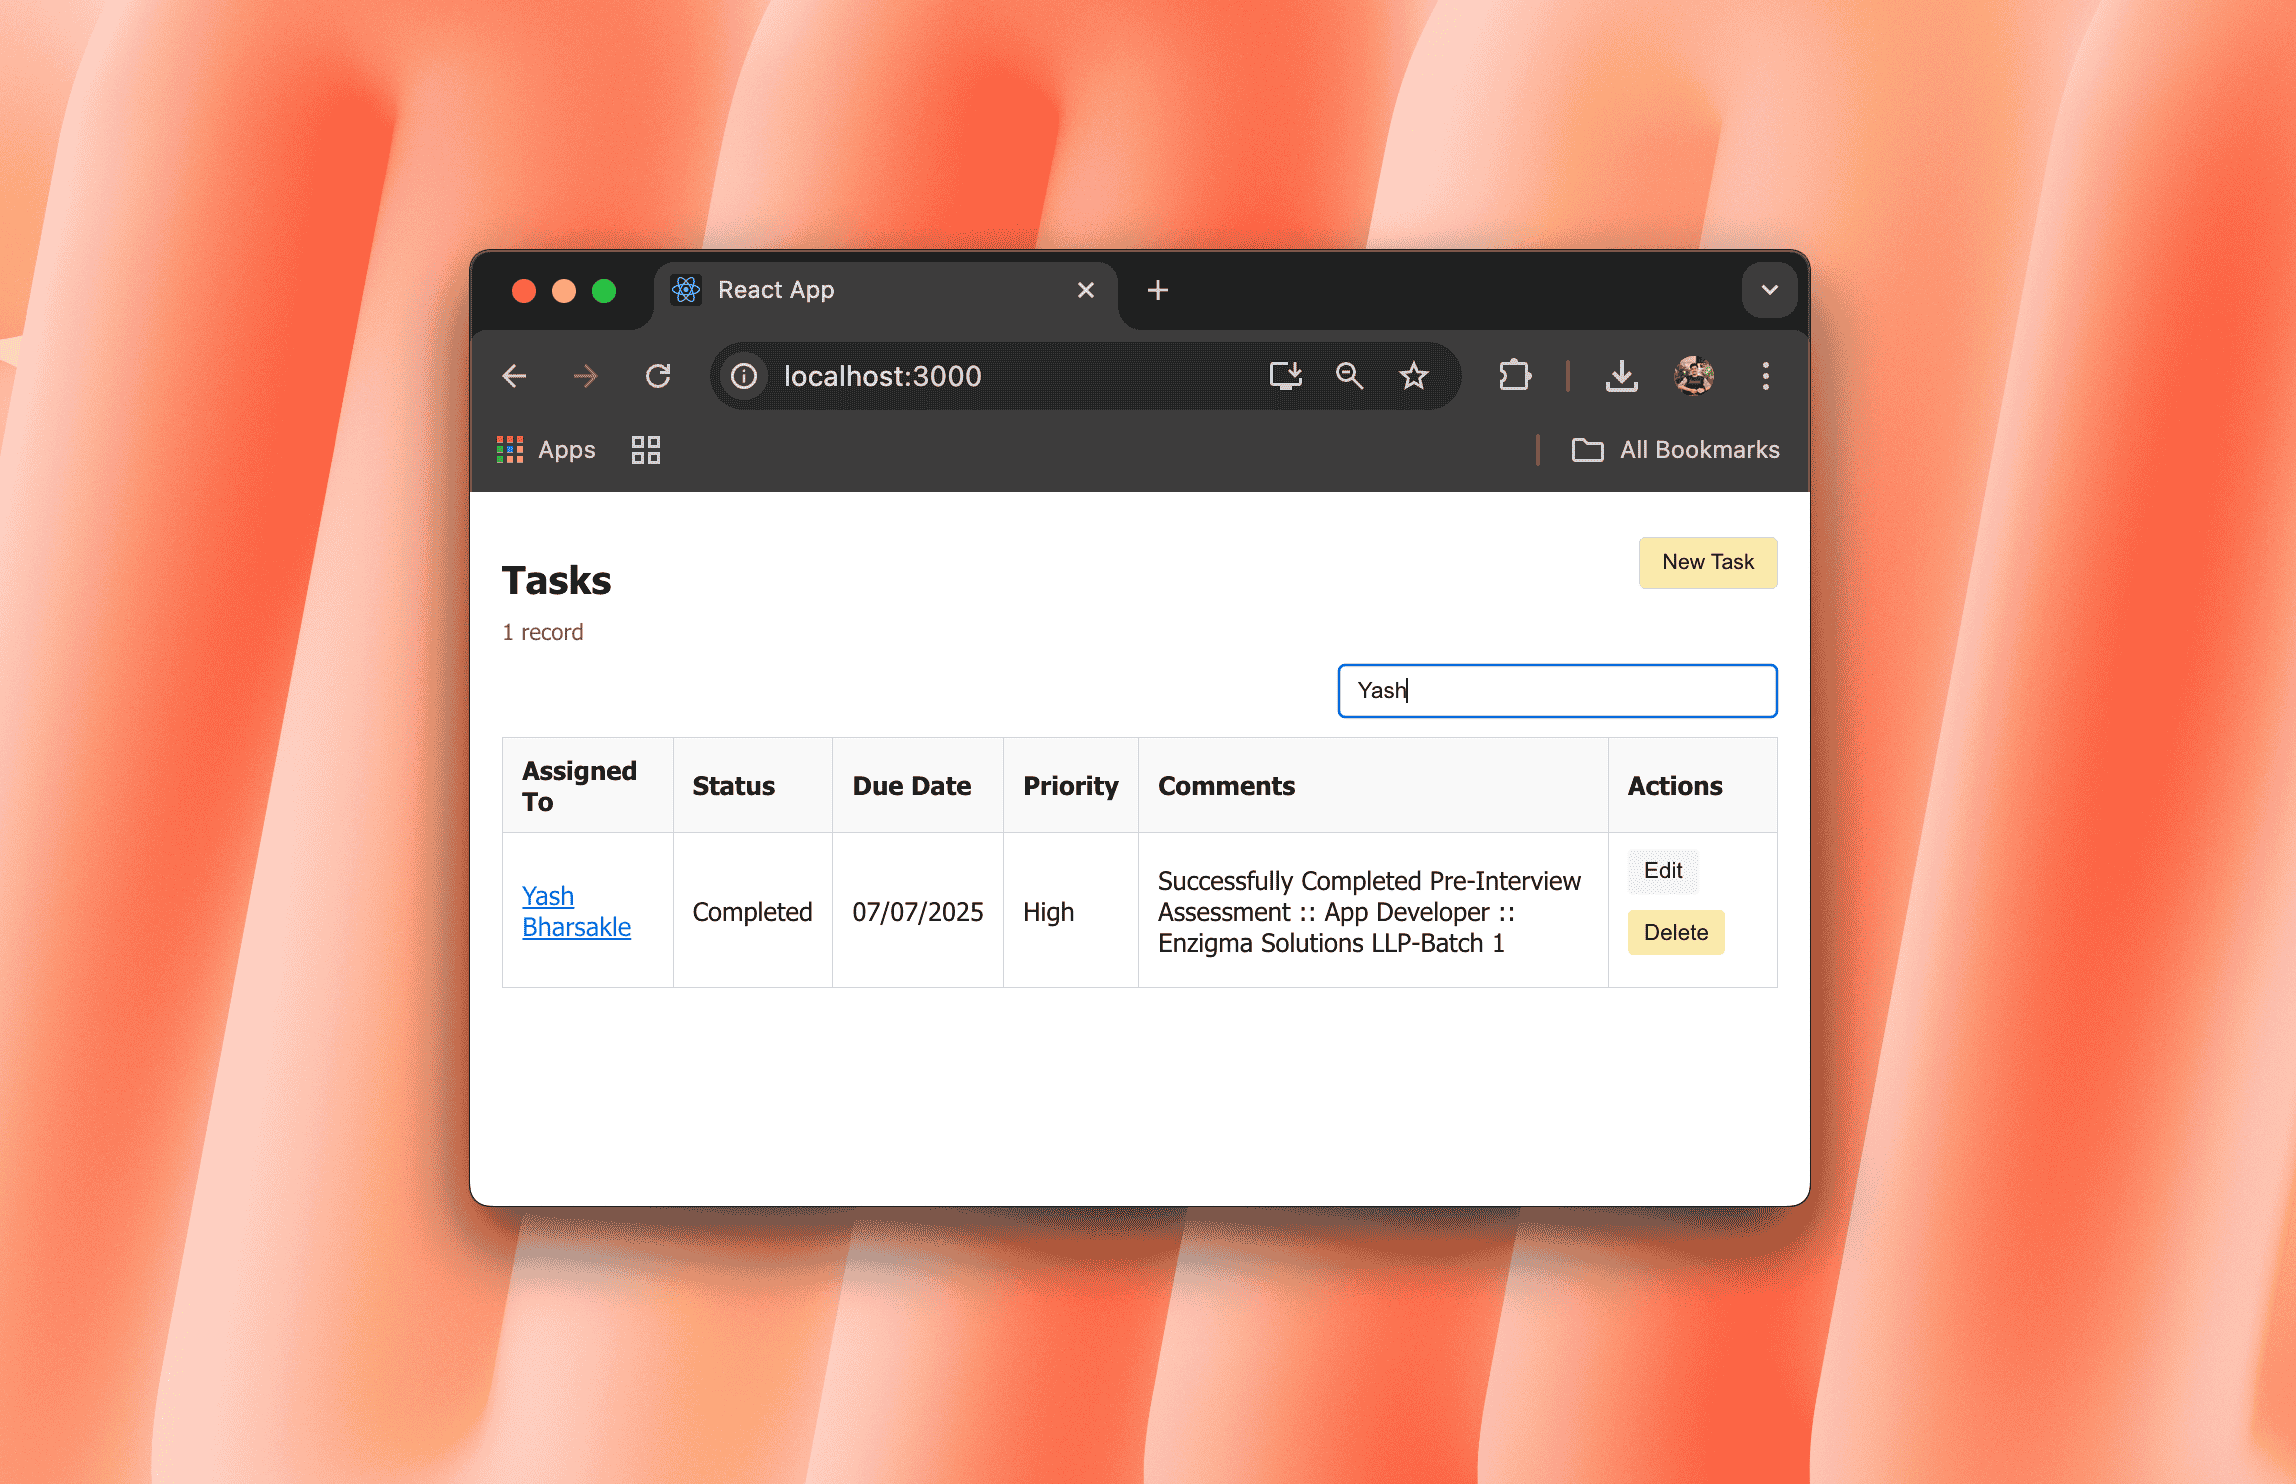 React App
localhost:3000
Apps
All Bookmarks
New Task
Tasks
1 record
Yash
Assigned
To
Status
Due Date
Priority
Comments
Actions
Yash
Bharsakle
Completed
07/07/2025
High
Successfully Completed Pre-Interview
Assessment :: App Developer ::
Enzigma Solutions LLP-Batch 1
Edit
Delete